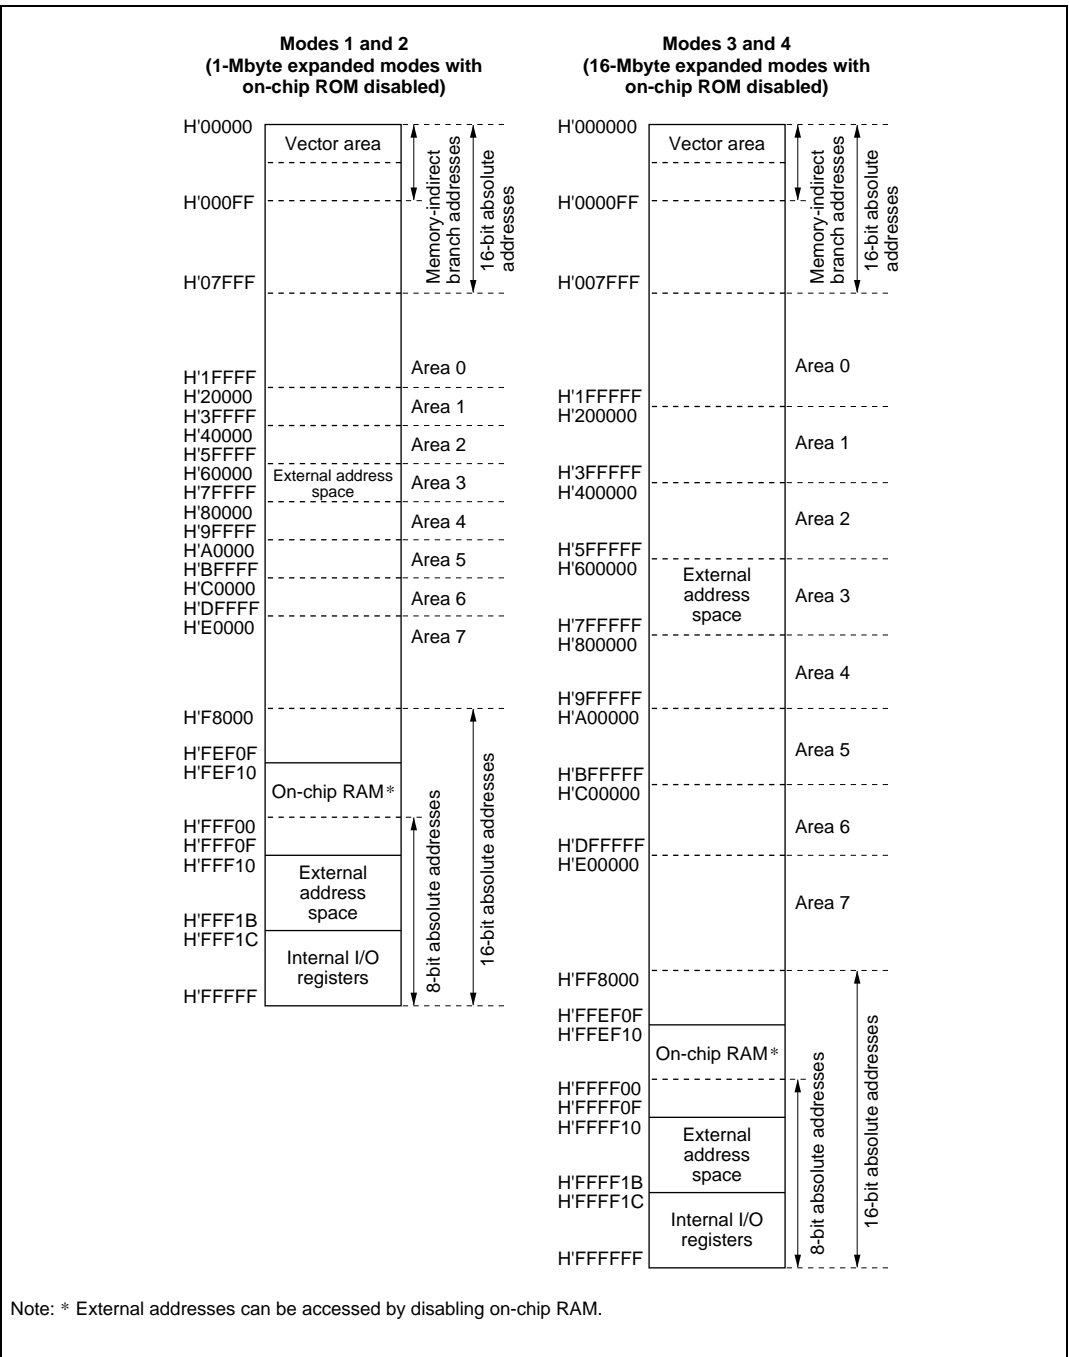 Modes 1 and 2
(1-Mbyte expanded modes with
on-chip ROM disabled)
H'00000
Vector area
H'000FF
H'07FFF
Memory-indirect
branch addresses
16-bit absolute
addresses
H'1FFFF
Area 0
H'20000
H'3FFFF
Area 1
H'40000
H'5FFFF
Area 2
H'60000
H'7FFFF
External address
space
Area 3
H'80000
H'9FFFF
Area 4
H'A0000
H'BFFFF
Area 5
H'C0000
H'DFFFF
Area 6
H'E0000
Area 7
H'F8000
H'FEF0F
H'FEF10
On-chip RAM*
H'FFF00
H'FFF0F
H'FFF10
External
address
space
H'FFF1B
H'FFF1C
Internal I/O
registers
H'FFFFF
8-bit absolute addresses
16-bit absolute addresses
Modes 3 and 4
(16-Mbyte expanded modes with
on-chip ROM disabled)
H'000000
Vector area
H'0000FF
H'007FFF
Memory-indirect
branch addresses
16-bit absolute
addresses
Area 0
H'1FFFFF
H'200000
Area 1
H'3FFFFF
H'400000
Area 2
H'5FFFFF
H'600000
External
address
space
Area 3
H'7FFFFF
H'800000
Area 4
H'9FFFFF
H'A00000
Area 5
H'BFFFFF
H'C00000
Area 6
H'DFFFFF
H'E00000
Area 7
H'FF8000
H'FFEF0F
H'FFEF10
On-chip RAM*
H'FFFF00
H'FFFF0F
H'FFFF10
External
address
space
H'FFFF1B
H'FFFF1C
Internal I/O
registers
H'FFFFFF
8-bit absolute addresses
16-bit absolute addresses
Note: * External addresses can be accessed by disabling on-chip RAM.